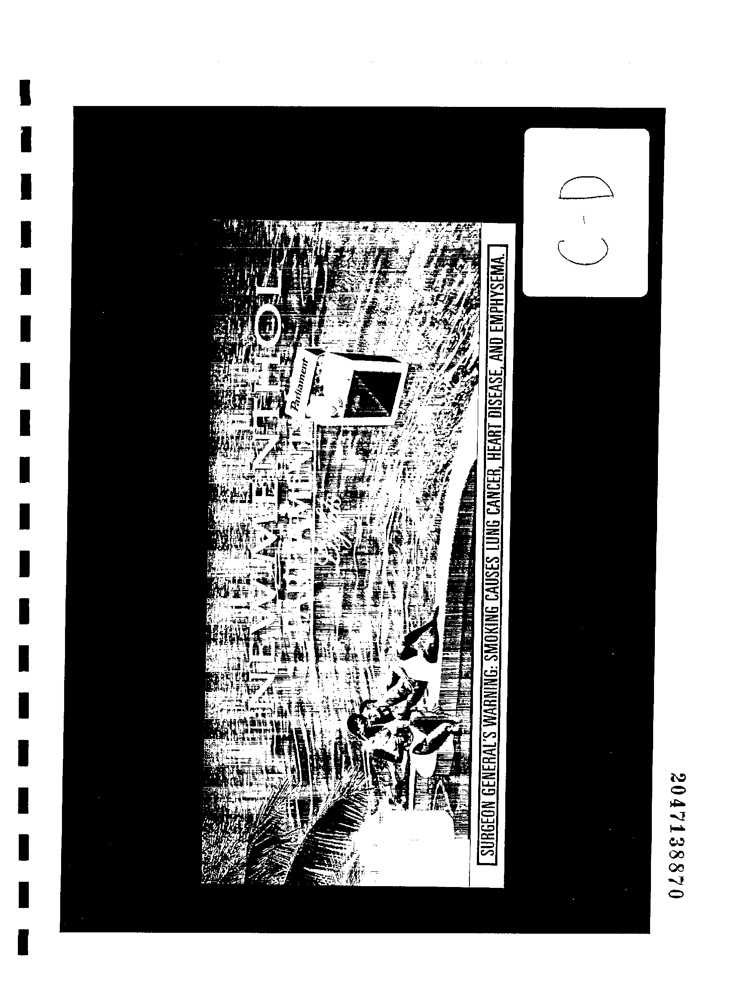 C-D
NEW MENTHOL
PARLIAMENT
Parliament
SURGEON GENERAL'S WARNING: SMOKING CAUSES LUNG CANCER, HEART DISEASE, AND EMPHYSEMA.
2047138870